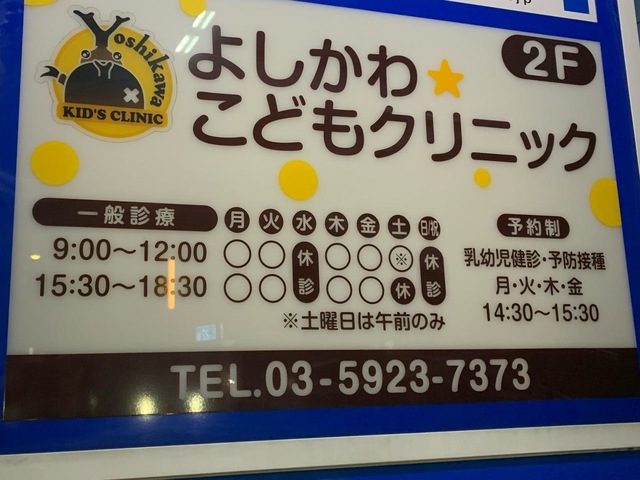 Yoshikawa
KID'S CLINIC
よしかわ
こどもクリニック
2F
一般診療 月 火 水 木 金 土 日祝
9:00〜12:00 ○ ○ 休診 ○ ○ ※ 休診
15:30〜18:30 ○ ○ ○ ○ 休
※土曜日は午前のみ
予約制
乳幼児健診・予防接種
月・火・木・金
14:30〜15:30
TEL.03-5923-7373